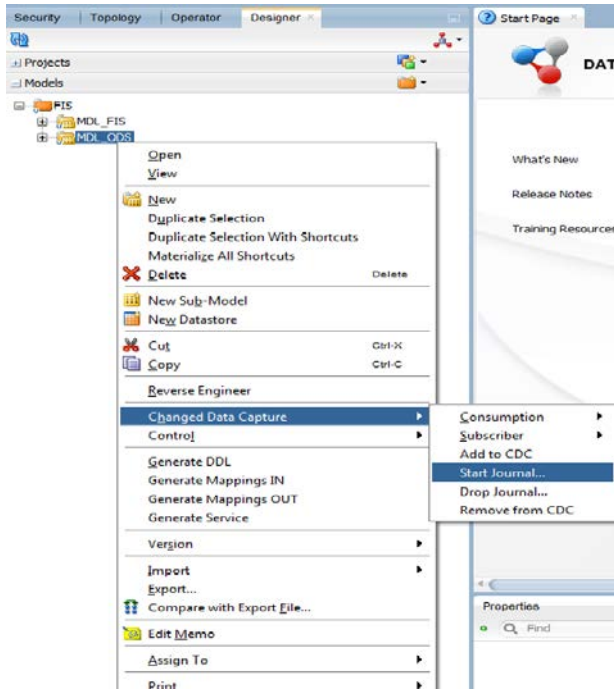 Security Topology Operator Designer
Start Page
Projects
Models
FIS
MDL_FIS
MDL_ODS
DAT
What's New
Release Notes
Training Resources
Open
View
New
Duplicate Selection
Duplicate Selection With Shortcuts
Materialize All Shortcuts
Delete Delete
New Sub-Model
New Datastore
Cut Ctrl-X
Copy Ctrl-C
Reverse Engineer
Changed Data Capture
Control
Generate DDL
Generate Mappings IN
Generate Mappings OUT
Generate Service
Version
Import
Export...
Compare with Export File...
Edit Memo
Assign To
Print
Consumption
Subscriber
Add to CDC
Start Journal...
Drop Journal...
Remove from CDC
Properties
Find